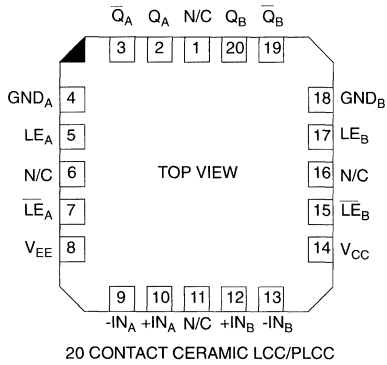 Q̅A QA N/C QB Q̅B
3 2 1 20 19
GNDA 4 18 GNDB
LEA 5 17 LEB
N/C 6 TOP VIEW 16 N/C
L̅E̅A 7 15 L̅E̅B
VEE 8 14 VCC
9 10 11 12 13
-INA +INA N/C +INB -INB
20 CONTACT CERAMIC LCC/PLCC